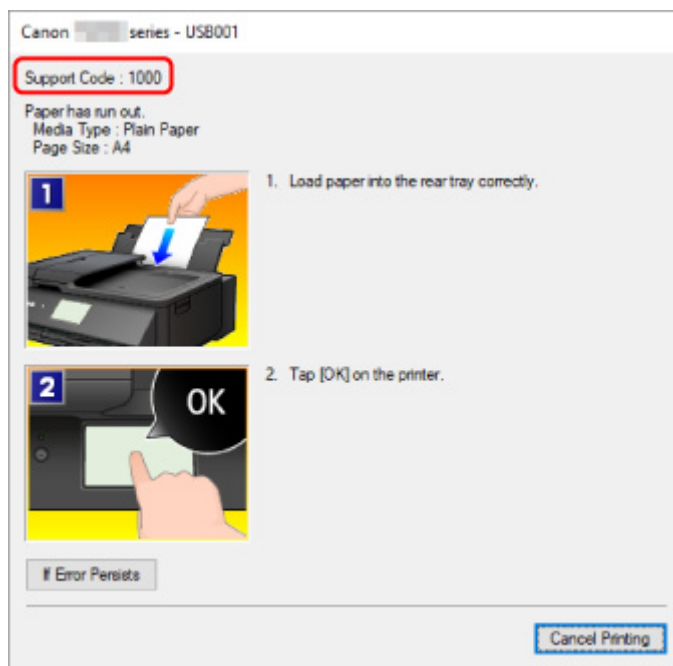 Canon series - USB001
Support Code : 1000
Paper has run out.
Media Type : Plain Paper
Page Size : A4
1
1. Load paper into the rear tray correctly.
2
OK
2. Tap [OK] on the printer.
If Error Persists
Cancel Printing